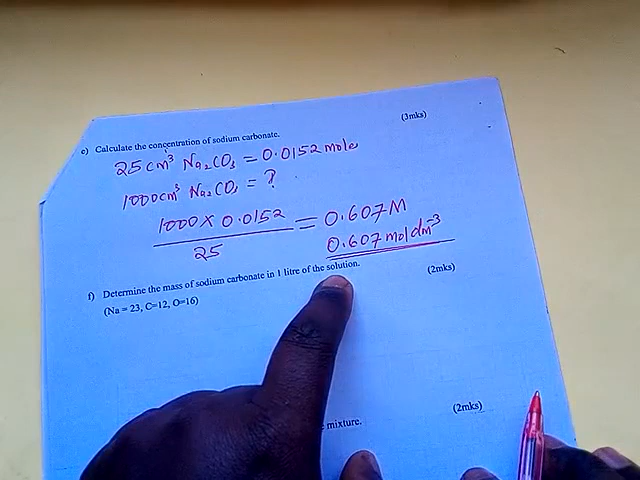 c) Calculate the concentration of sodium carbonate. (3mks)
25cm³ Na₂CO₃ = 0.0152 mole
1000cm³ Na₂CO₃ = ?
1000 X 0.0152 = 0.607M
25
0.607 moldm⁻³
f) Determine the mass of sodium carbonate in 1 litre of the solution. (2mks)
(Na = 23, C=12, O=16)
mixture. (2mks)